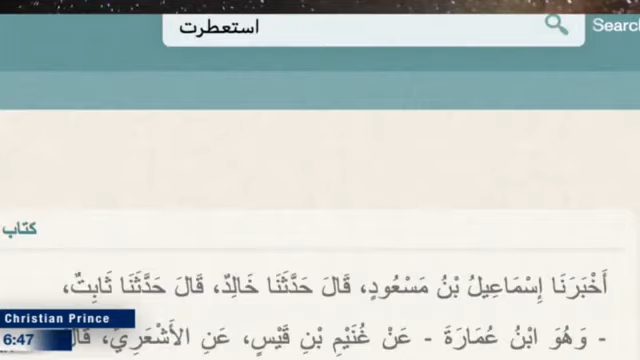 استعطرت
Search
كتاب
أَخْبَرَنَا إِسْمَاعِيلُ بْنُ مَسْعُودٍ، قَالَ حَدَّثَنَا خَالِدٌ، قَالَ حَدَّثَنَا ثَابِتٌ،
- وَهُوَ ابْنُ عُمَارَةَ - عَنْ غُنَيْمِ بْنِ قَيْسٍ، عَنِ الأَشْعَرِيِّ،
Christian Prince
6:47